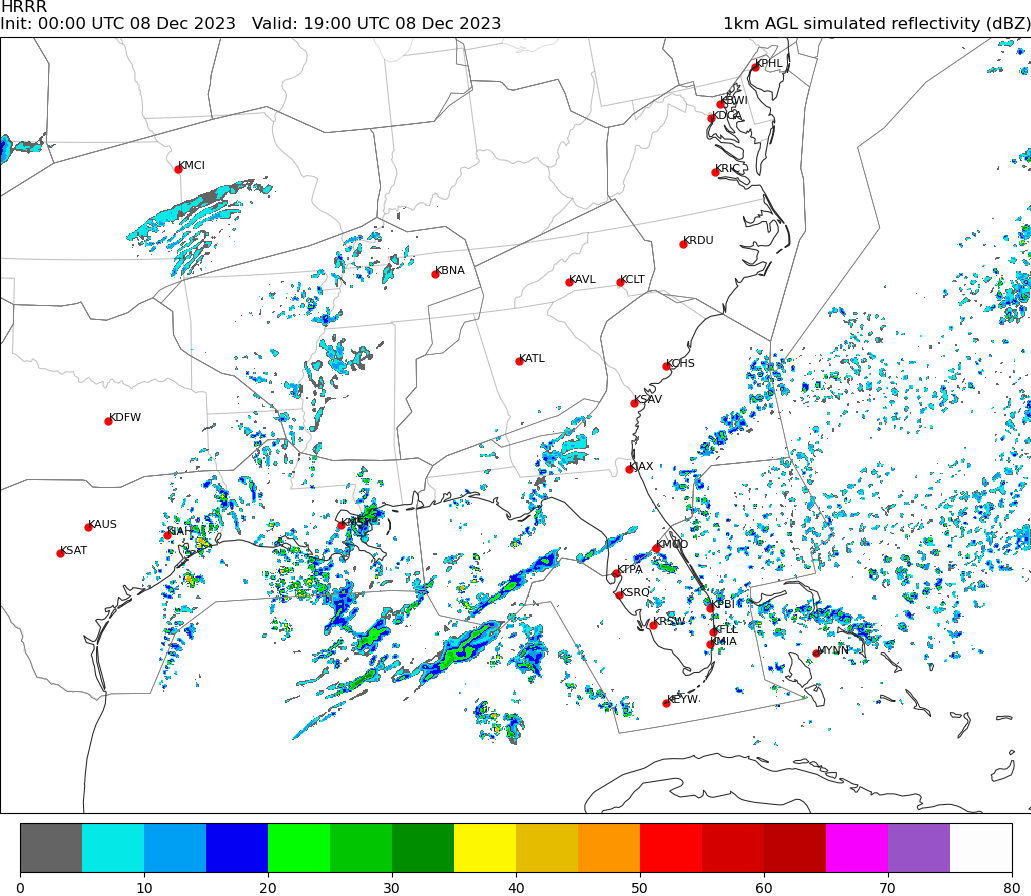 HRRR
Init: 00:00 UTC 08 Dec 2023   Valid: 19:00 UTC 08 Dec 2023   1km AGL simulated reflectivity (dBZ)
KPHL
KBWI
KDCA
KMCI
KRIC
KRDU
KBNA
KAVL
KCLT
KATL
KCHS
KSAV
KDFW
KJAX
KAUS
KIAH
KMSY
KSAT
KMCO
KTPA
KSRQ
KPBI
KRSW
KFLL
KMIA
MYNN
KEYW
0 10 20 30 40 50 60 70 80